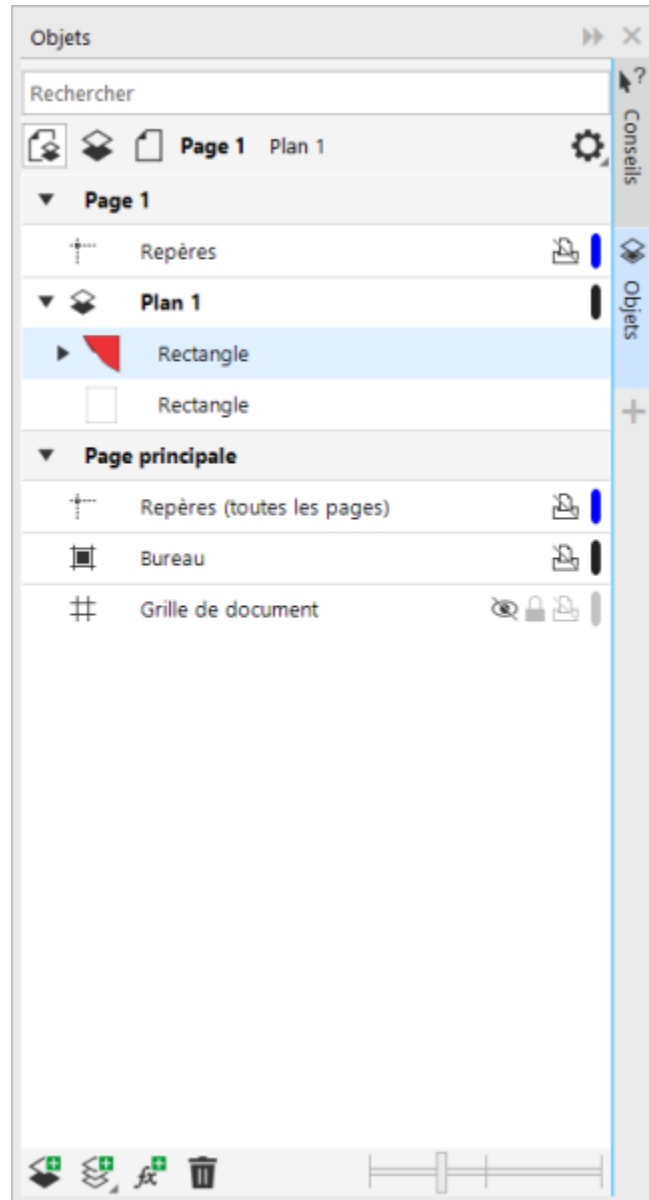 Objets
Rechercher
Page 1 Plan 1
Page 1
Repères
Plan 1
Rectangle
Rectangle
Page principale
Repères (toutes les pages)
Bureau
Grille de document
Conseils
Objets